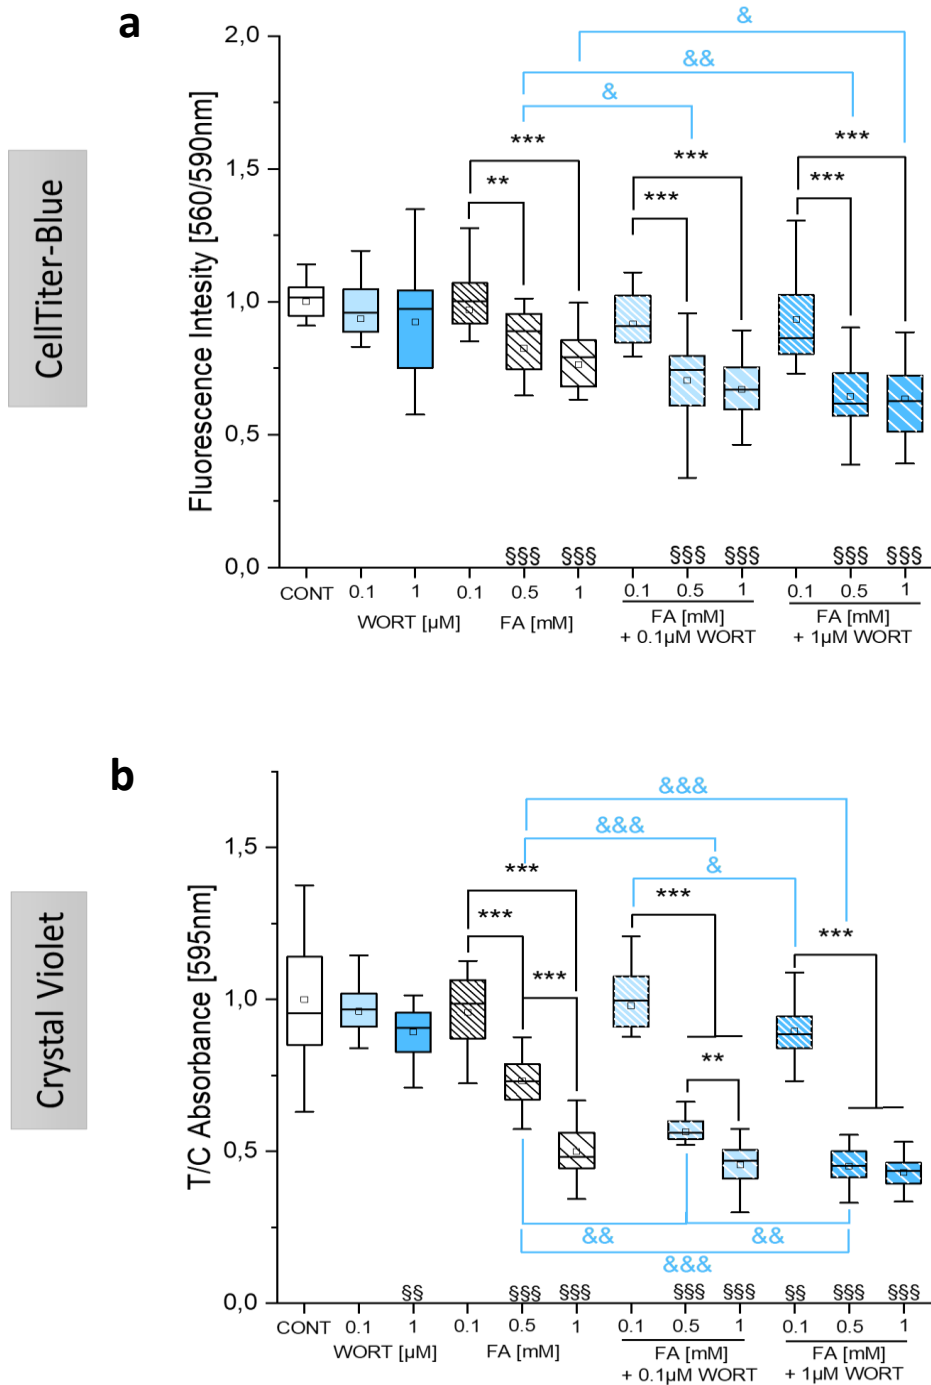 a
CellTiter-Blue
Fluorescence Intesity [560/590nm]
2,0
1,5
1,0
0,5
0,0
&
&&
&
***
**
***
***
***
***
§§§ §§§ §§§ §§§ §§§ §§§
CONT 0.1 1 0.1 0.5 1 0.1 0.5 1 0.1 0.5 1
WORT [µM] FA [mM] FA [mM] FA [mM]
+ 0.1µM WORT + 1µM WORT
b
Crystal Violet
T/C Absorbance [595nm]
1,5
1,0
0,5
0,0
&&&
&&&
&
***
***
***
***
***
**
&& &&
&&&
§§ §§§ §§§ §§§ §§§ §§ §§§ §§§
CONT 0.1 1 0.1 0.5 1 0.1 0.5 1 0.1 0.5 1
WORT [µM] FA [mM] FA [mM] FA [mM]
+ 0.1µM WORT + 1µM WORT